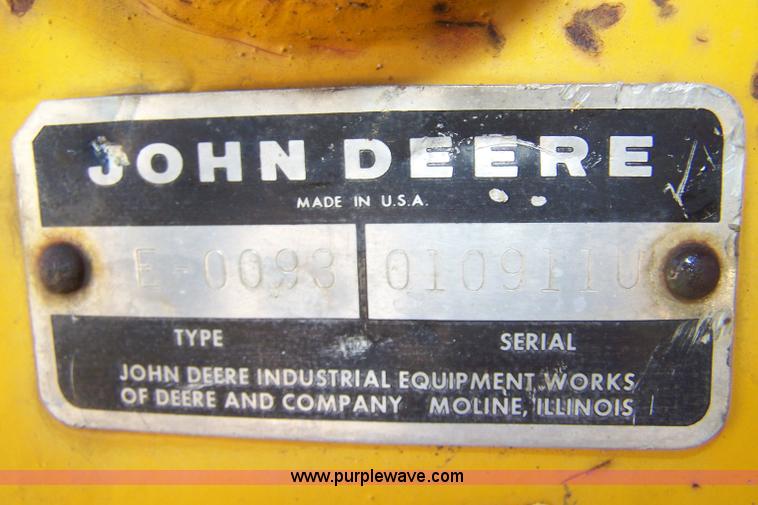 JOHN DEERE
MADE IN U.S.A.
E-0093 010911U
TYPE SERIAL
JOHN DEERE INDUSTRIAL EQUIPMENT WORKS
OF DEERE AND COMPANY MOLINE, ILLINOIS
www.purplewave.com